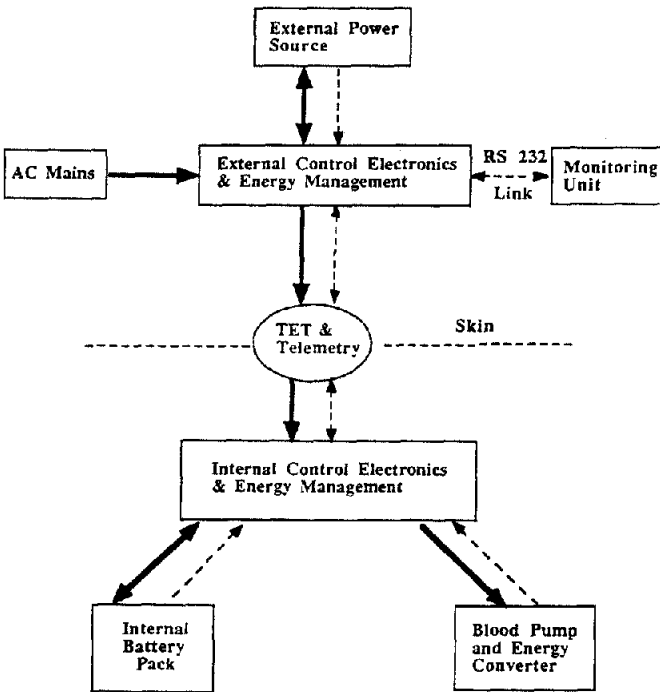 External Power
Source
AC Mains
External Control Electronics
& Energy Management
RS 232
Link
Monitoring
Unit
TET &
Telemetry
Skin
Internal Control Electronics
& Energy Management
Internal
Battery
Pack
Blood Pump
and Energy
Converter